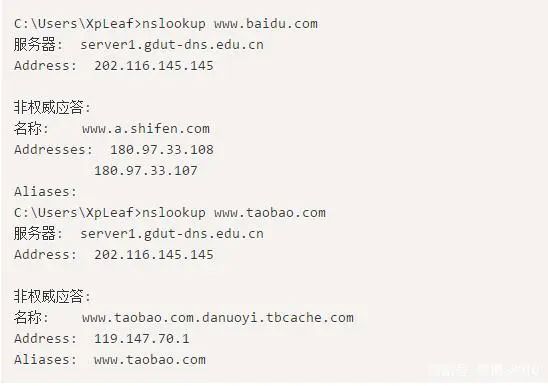 C:\Users\XpLeaf>nslookup www.baidu.com
服务器:  server1.gdut-dns.edu.cn
Address:  202.116.145.145
非权威应答:
名称:    www.a.shifen.com
Addresses:  180.97.33.108
180.97.33.107
Aliases:
C:\Users\XpLeaf>nslookup www.taobao.com
服务器:  server1.gdut-dns.edu.cn
Address:  202.116.145.145
非权威应答:
名称:    www.taobao.com.danuoyi.tbcache.com
Address:  119.147.70.1
Aliases:  www.taobao.com